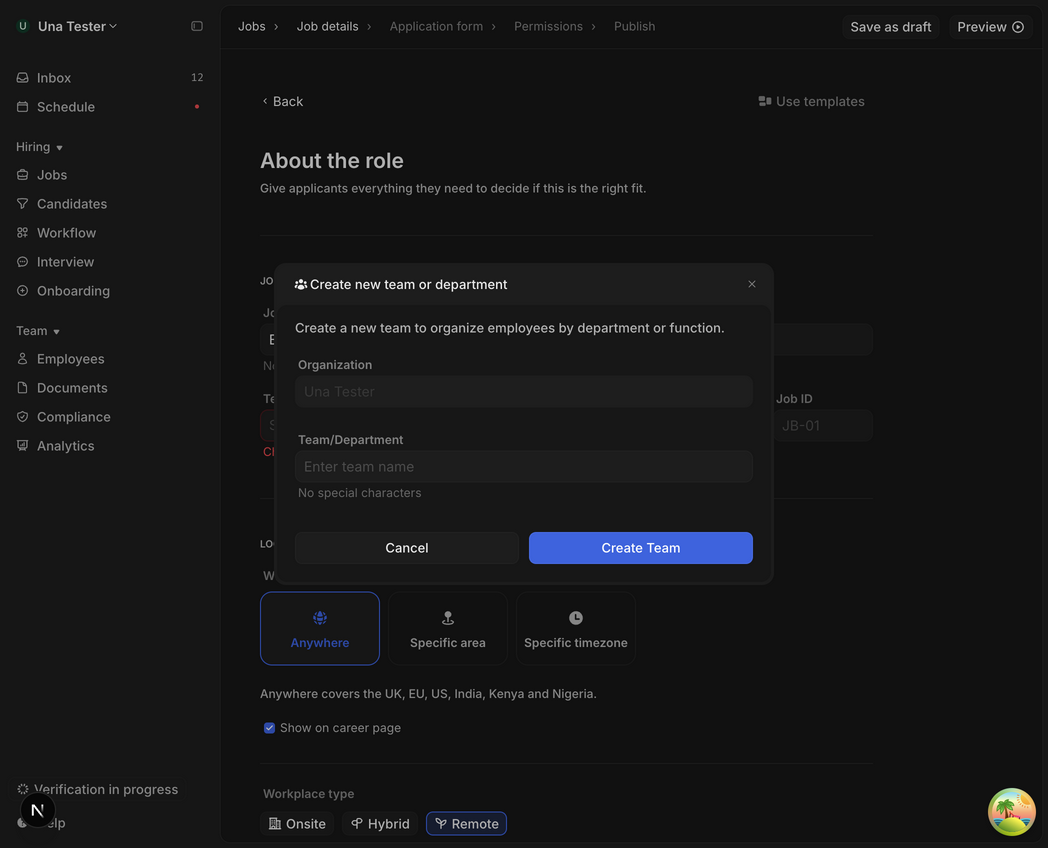 U Una Tester
Jobs › Job details › Application form › Permissions › Publish
Save as draft
Preview
Inbox 12
Schedule
Hiring
Jobs
Candidates
Workflow
Interview
Onboarding
Team
Employees
Documents
Compliance
Analytics
Verification in progress
N
‹ Back
Use templates
About the role
Give applicants everything they need to decide if this is the right fit.
Job ID
JB-01
Create new team or department
Create a new team to organize employees by department or function.
Organization
Una Tester
Team/Department
Enter team name
No special characters
Cancel
Create Team
Anywhere
Specific area
Specific timezone
Anywhere covers the UK, EU, US, India, Kenya and Nigeria.
Show on career page
Workplace type
Onsite
Hybrid
Remote